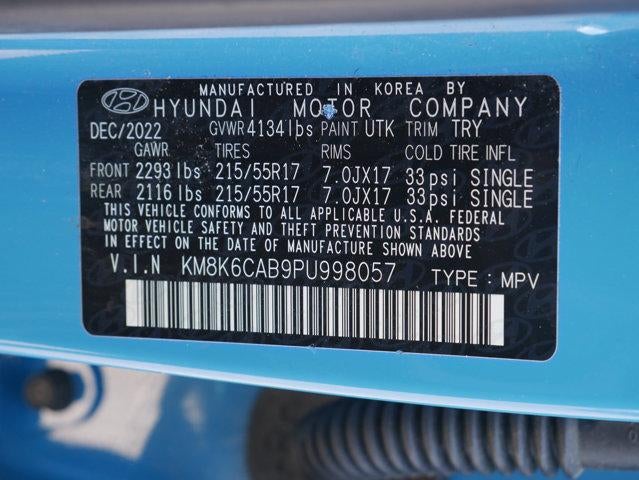 MANUFACTURED IN KOREA BY
HYUNDAI MOTOR COMPANY
DEC/2022 GVWR 4134lbs PAINT UTK TRIM TRY
GAWR TIRES RIMS COLD TIRE INFL
FRONT 2293 lbs 215/55R17 7.0JX17 33psi SINGLE
REAR 2116 lbs 215/55R17 7.0JX17 33psi SINGLE
THIS VEHICLE CONFORMS TO ALL APPLICABLE U.S.A. FEDERAL
MOTOR VEHICLE SAFETY AND THEFT PREVENTION STANDARDS
IN EFFECT ON THE DATE OF MANUFACTURE SHOWN ABOVE
V.I.N KM8K6CAB9PU998057 TYPE : MPV